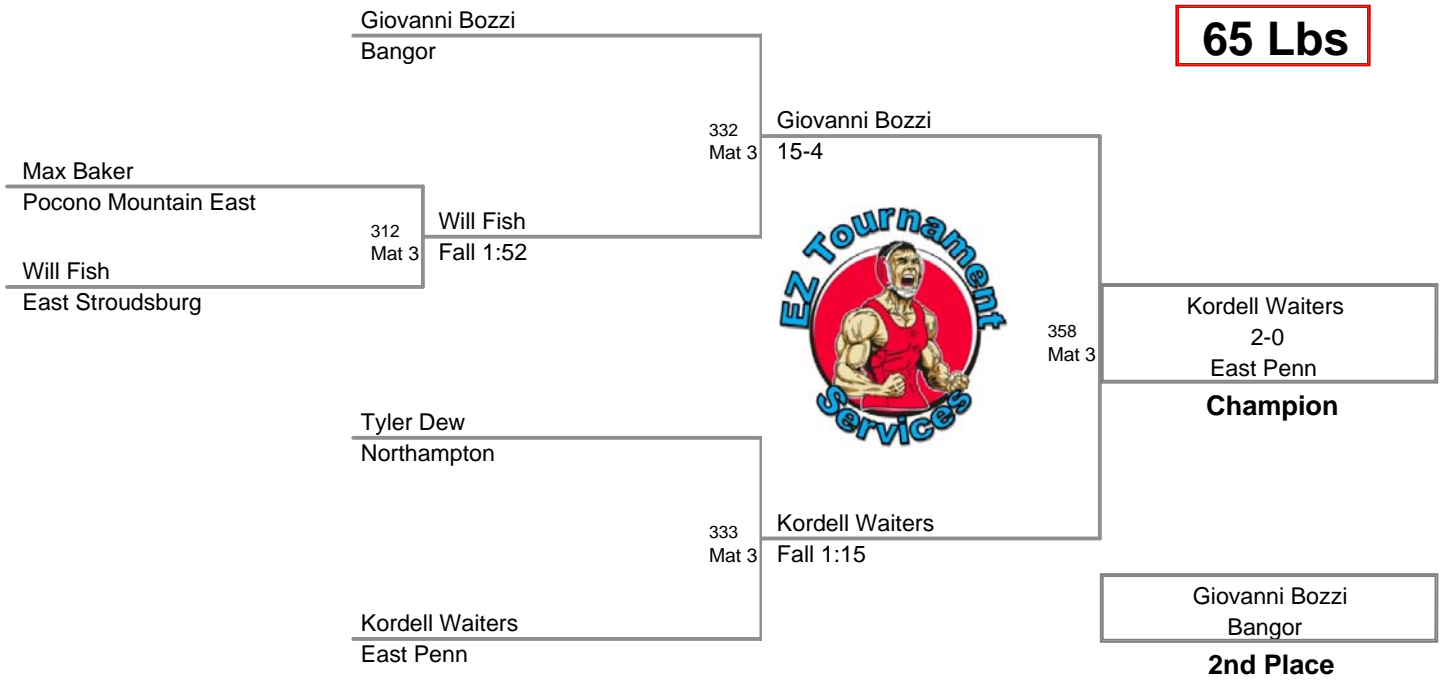 65 Lbs
Giovanni Bozzi
Bangor
332
Mat 3
Giovanni Bozzi
15-4
Max Baker
Pocono Mountain East
312
Mat 3
Will Fish
Fall 1:52
Will Fish
East Stroudsburg
EZ Tournament
Services
358
Mat 3
Kordell Waiters
2-0
East Penn
Champion
Tyler Dew
Northampton
333
Mat 3
Kordell Waiters
Fall 1:15
Kordell Waiters
East Penn
Giovanni Bozzi
Bangor
2nd Place